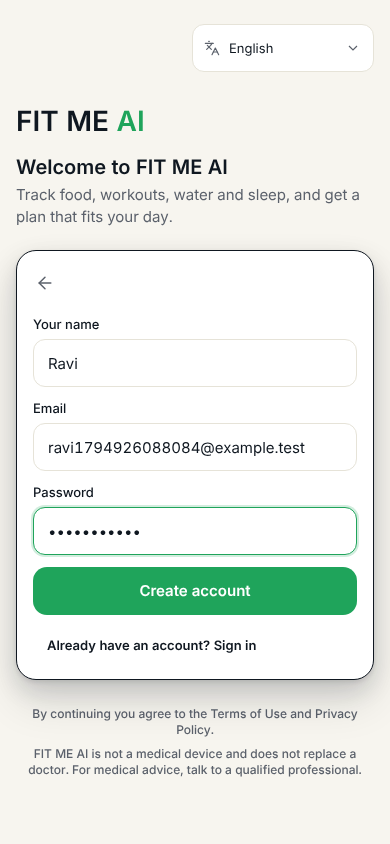 English
FIT ME AI
Welcome to FIT ME AI
Track food, workouts, water and sleep, and get a
plan that fits your day.
Your name
Ravi
Email
ravi1794926088084@example.test
Password
•••••••••••
Create account
Already have an account? Sign in
By continuing you agree to the Terms of Use and Privacy
Policy.
FIT ME AI is not a medical device and does not replace a
doctor. For medical advice, talk to a qualified professional.